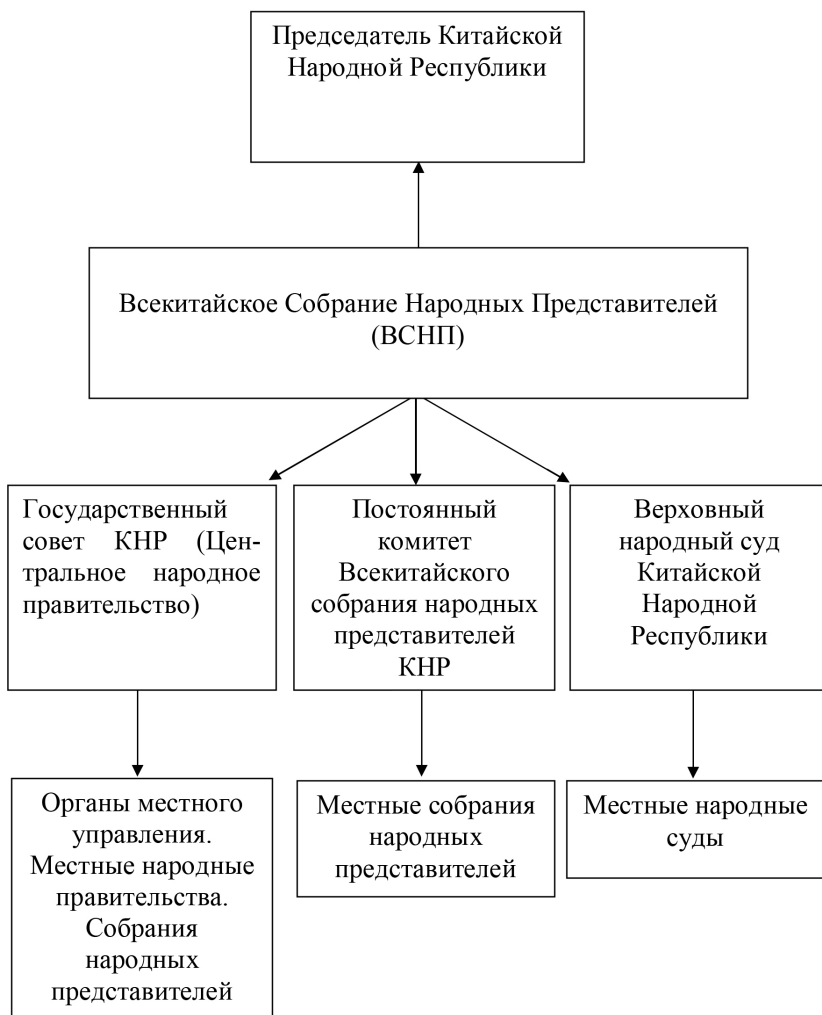 Председатель Китайской
Народной Республики
Всекитайское Собрание Народных Представителей
(ВСНП)
Государственный
совет КНР (Цен-
тральное народное
правительство)
Постоянный
комитет
Всекитайского
собрания народных
представителей
КНР
Верховный
народный суд
Китайской
Народной
Республики
Органы местного
управления.
Местные народные
правительства.
Собрания
народных
представителей
Местные собрания
народных
представителей
Местные народные
суды